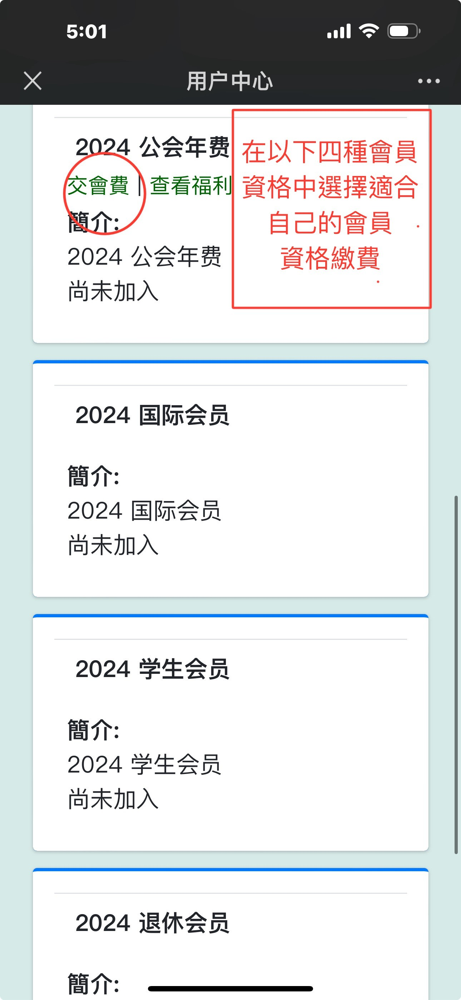 5:01
用户中心
2024 公会年费
交會費 | 查看福利
簡介:
2024 公会年费
尚未加入
在以下四種會員
資格中選擇適合
自己的會員
資格繳費
2024 国际会员
簡介:
2024 国际会员
尚未加入
2024 学生会员
簡介:
2024 学生会员
尚未加入
2024 退休会员
簡介: